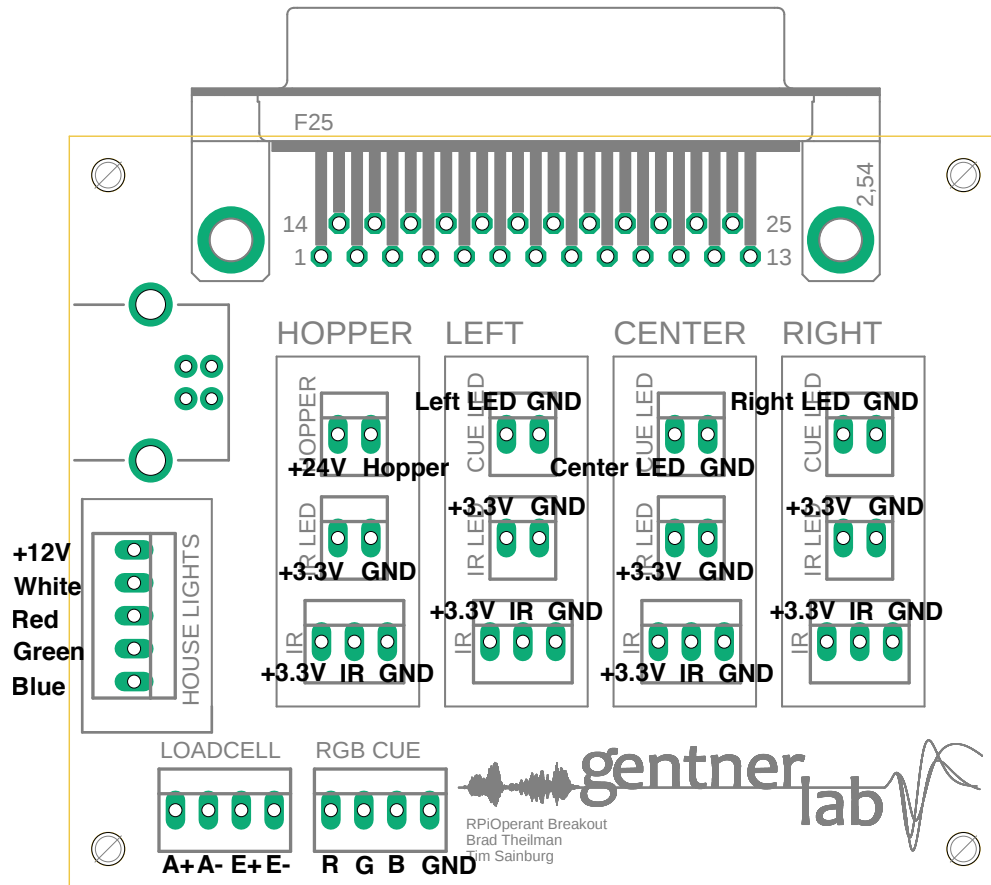 F25
2,54
14
25
1
13
HOPPER
LEFT
CENTER
RIGHT
HOPPER
+24V Hopper
CUE LED
Left LED GND
CUE LED
Center LED GND
CUE LED
Right LED GND
IR LED
+3.3V GND
IR LED
+3.3V GND
IR LED
+3.3V GND
IR LED
+3.3V GND
IR
+3.3V IR GND
IR
+3.3V IR GND
IR
+3.3V IR GND
IR
+3.3V IR GND
HOUSE LIGHTS
+12V
White
Red
Green
Blue
LOADCELL
A+ A- E+ E-
RGB CUE
R G B GND
gentner
lab
RPiOperant Breakout
Brad Theilman
Tim Sainburg